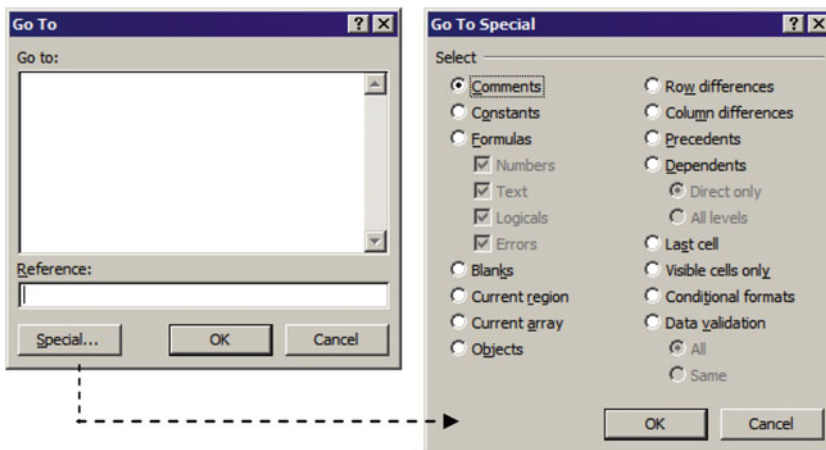 Go To
Go to:
Reference:
Special...
OK
Cancel
Go To Special
Select
Comments
Constants
Formulas
Numbers
Text
Logicals
Errors
Blanks
Current region
Current array
Objects
Row differences
Column differences
Precedents
Dependents
Direct only
All levels
Last cell
Visible cells only
Conditional formats
Data validation
All
Same
OK
Cancel